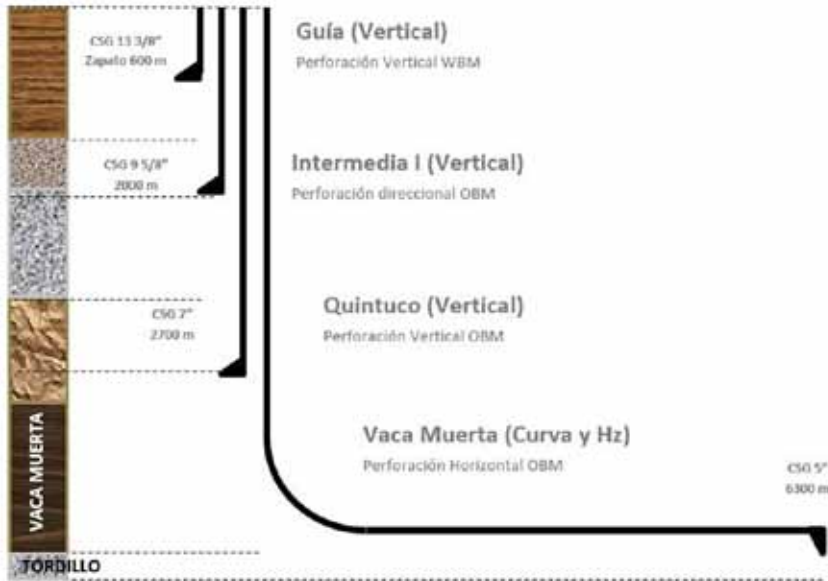 CSG 13 3/8"
Zapato 600 m
Guía (Vertical)
Perforación Vertical WBM
CSG 9 5/8"
2000 m
Intermedia I (Vertical)
Perforación direccional OBM
CSG 7"
2700 m
Quintuco (Vertical)
Perforación Vertical OBM
Vaca Muerta (Curva y Hz)
Perforación Horizontal OBM
CSG 5"
6300 m
VACA MUERTA
TORDILLO